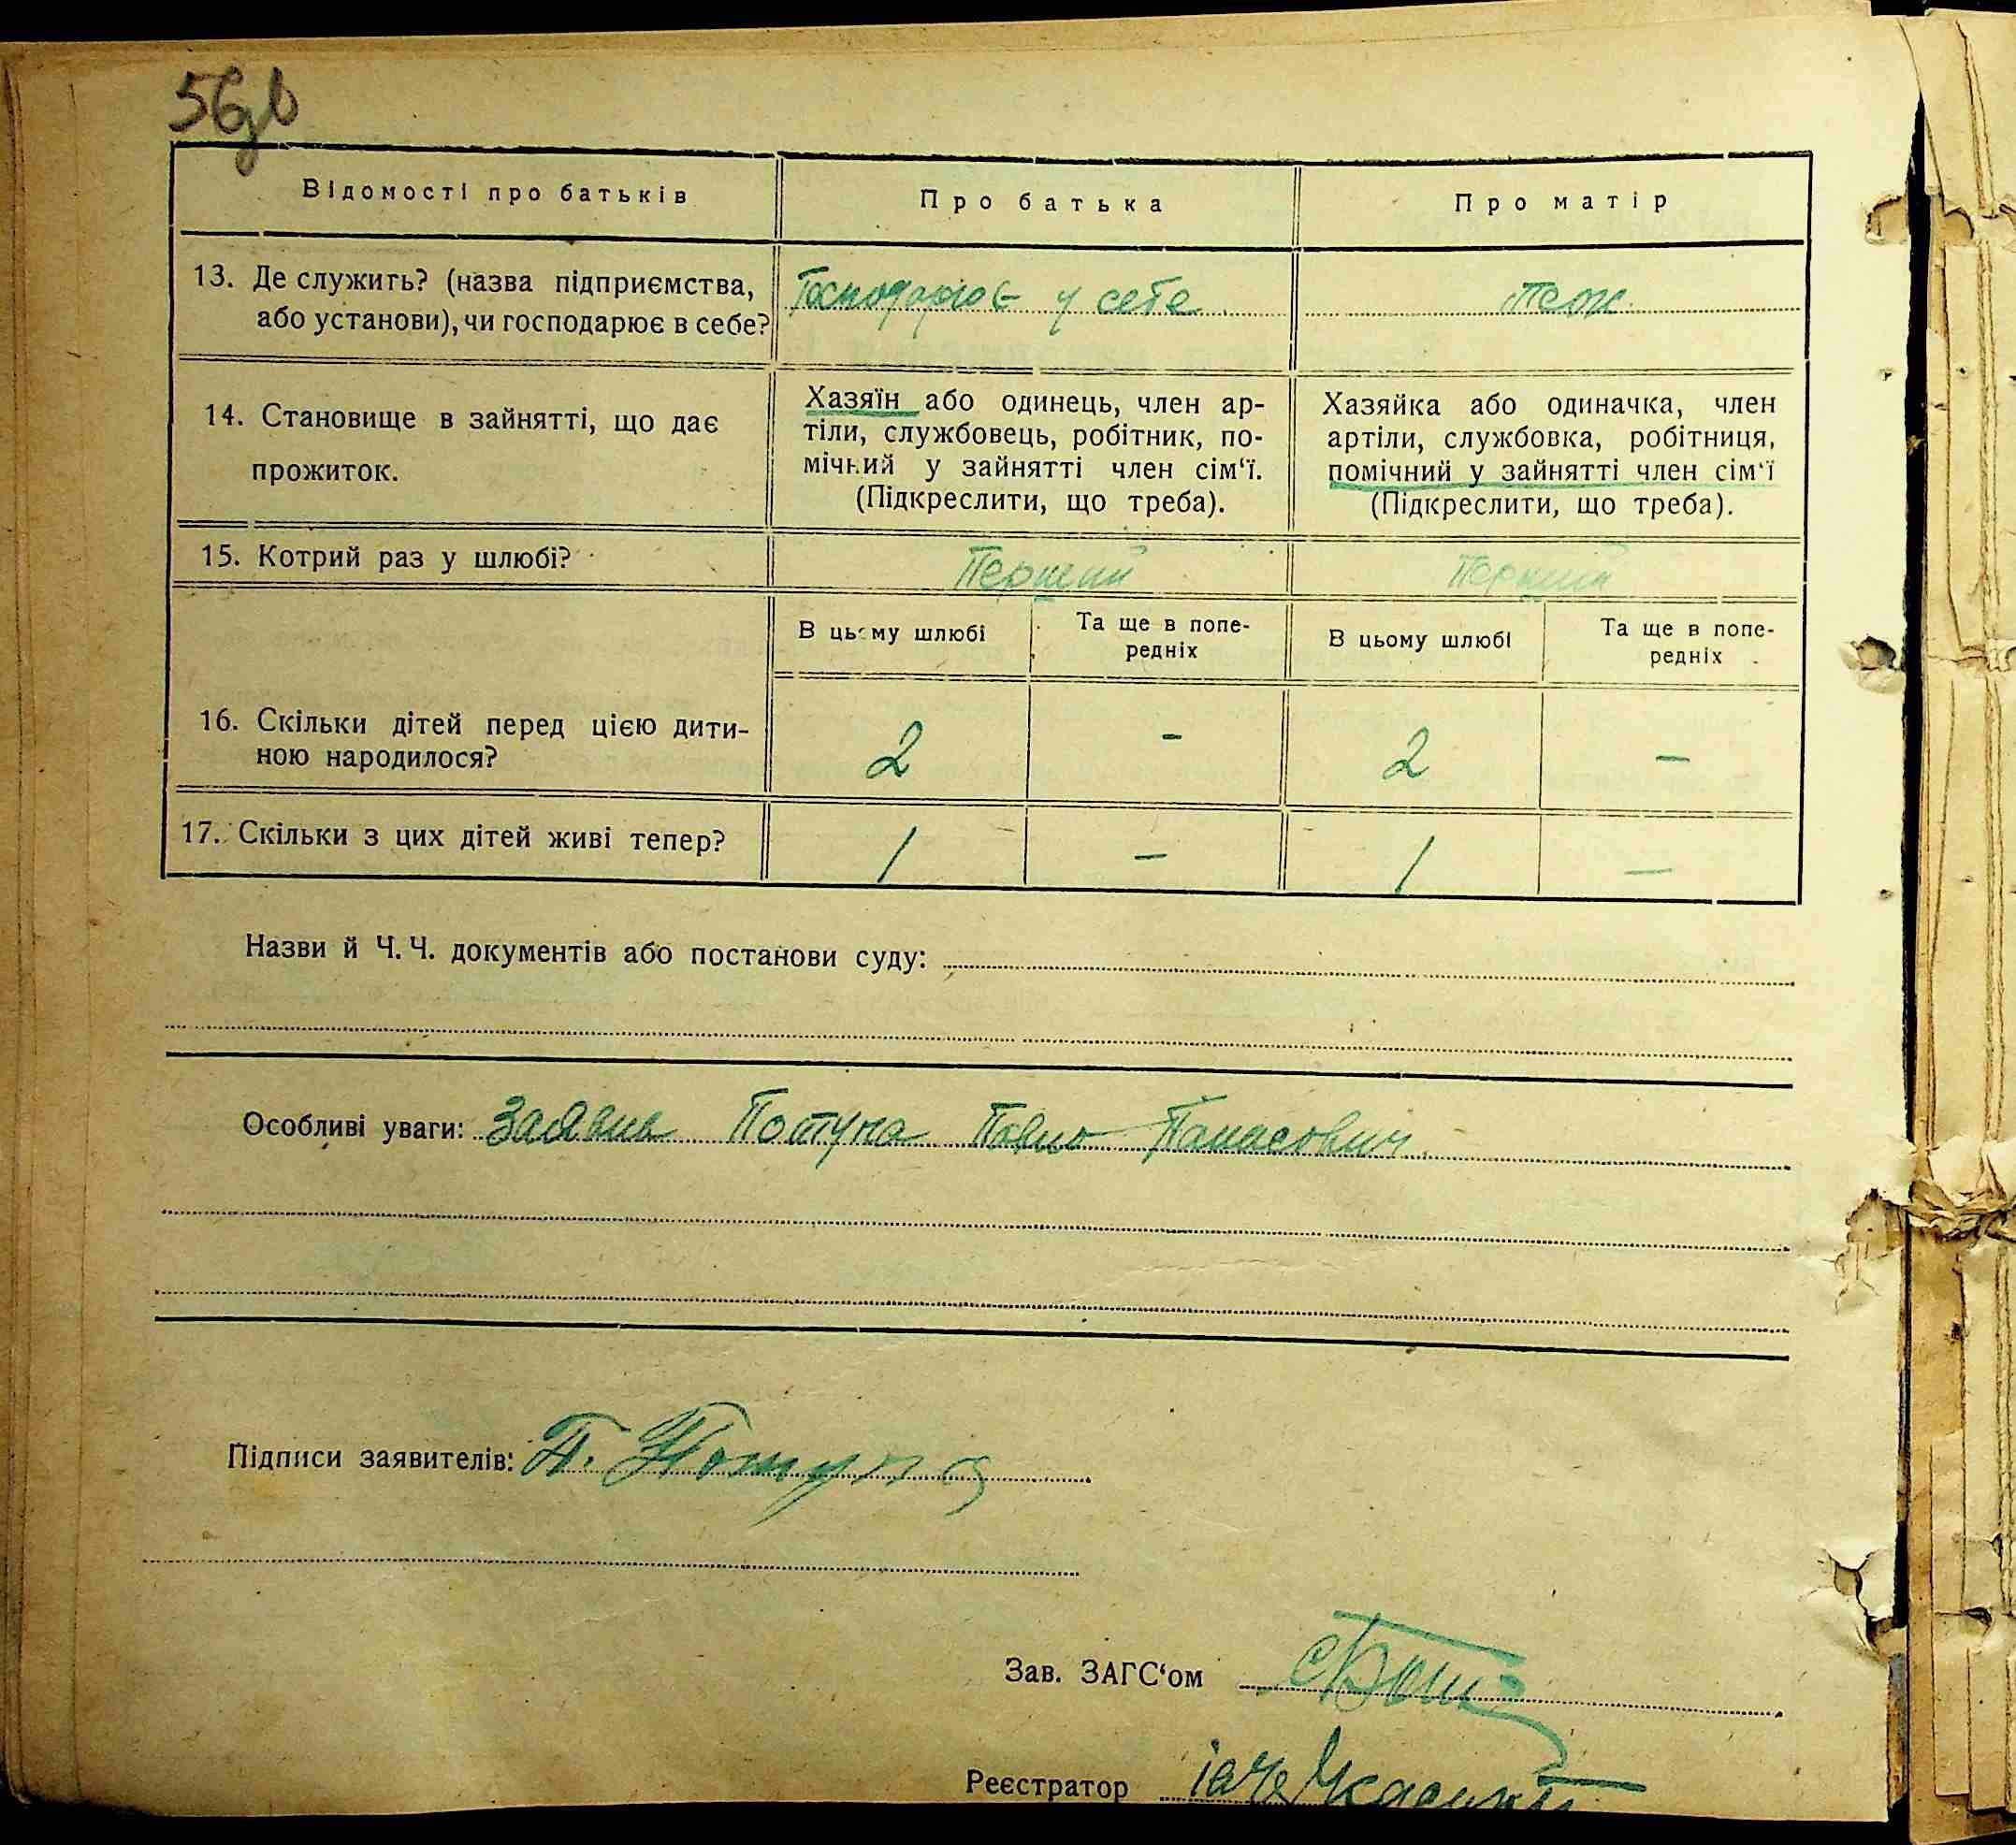 56
Відомості про батьків
Про батька
Про матір
13. Де служить? (назва підприємства,
або установи), чи господарює в себе?
Господарює у себе
теж
14. Становище в зайнятті, що дає
прожиток.
Хазяїн або одинець, член ар-
тіли, службовець, робітник, по-
мічний у зайнятті член сім‘ї.
(Підкреслити, що треба).
Хазяйка або одиначка, член
артіли, службовка, робітниця,
помічний у зайнятті член сім‘ї
(Підкреслити, що треба).
15. Котрий раз у шлюбі?
Перший
Перший
В цьому шлюбі
Та ще в попе-
редніх
В цьому шлюбі
Та ще в попе-
редніх
16. Скільки дітей перед цією дити-
ною народилося?
2
-
2
-
17. Скільки з цих дітей живі тепер?
1
-
1
-
Назви й Ч. Ч. документів або постанови суду:
Особливі уваги: Заявив Потупа Павло Панасович
Підписи заявителів: П. Потупа
Зав. ЗАГС‘ом
Реєстратор